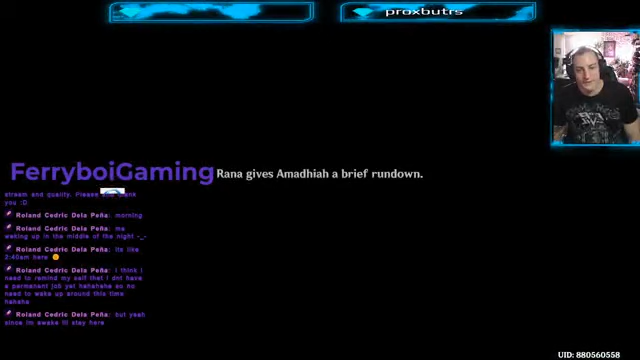 proxbutrs
FerryboiGaming
Rana gives Amadhiah a brief rundown.
stream and quality. Please and thank
you :D
Roland Cedric Dela Peña: morning
Roland Cedric Dela Peña: me
waking up in the middle of the night -_-
Roland Cedric Dela Peña: Its like
2:40am here
Roland Cedric Dela Peña: I think I
need to remind my self that I dnt have
a permanent job yet hahahaha so no
need to wake up around this time
hahaha
Roland Cedric Dela Peña: but yeah
since im awake ill stay here
UID: 880560558